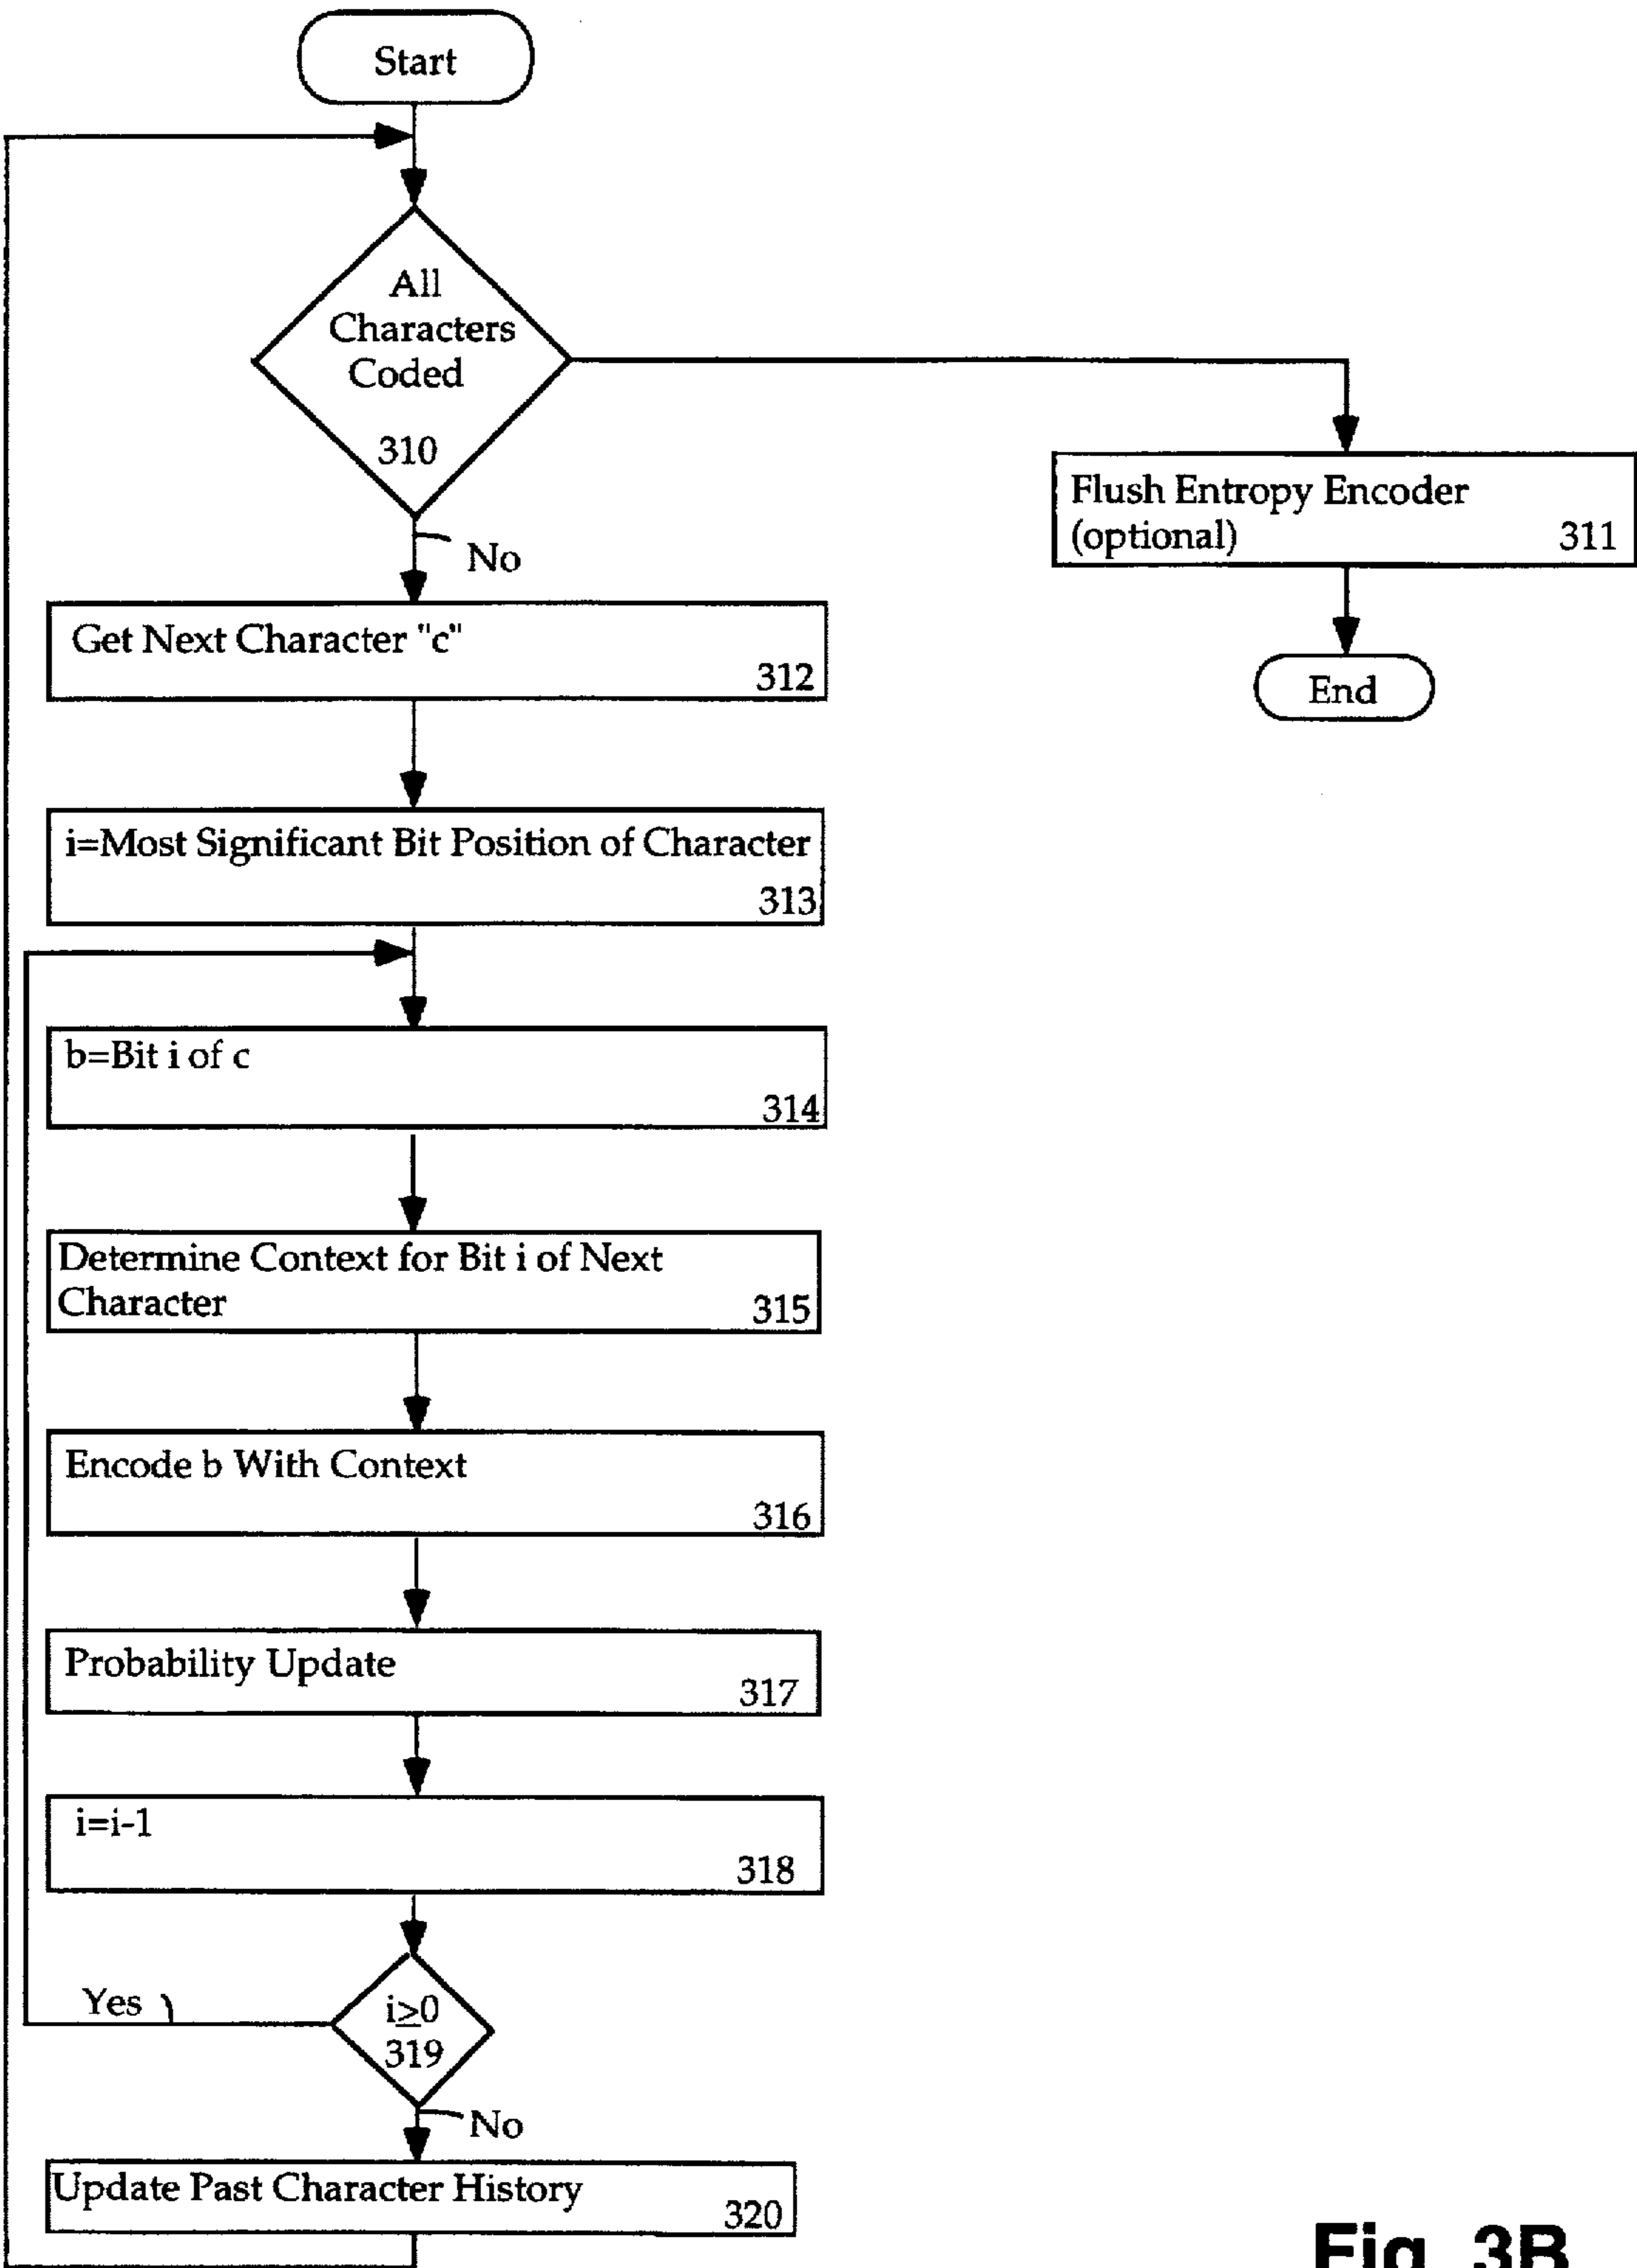 Start
All
Characters
Coded
310
No
Flush Entropy Encoder
(optional) 311
End
Get Next Character "c"
312
i=Most Significant Bit Position of Character
313
b=Bit i of c
314
Determine Context for Bit i of Next
Character 315
Encode b With Context
316
Probability Update
317
i=i-1
318
Yes
i≥0
319
No
Update Past Character History
320
Fig. 3B